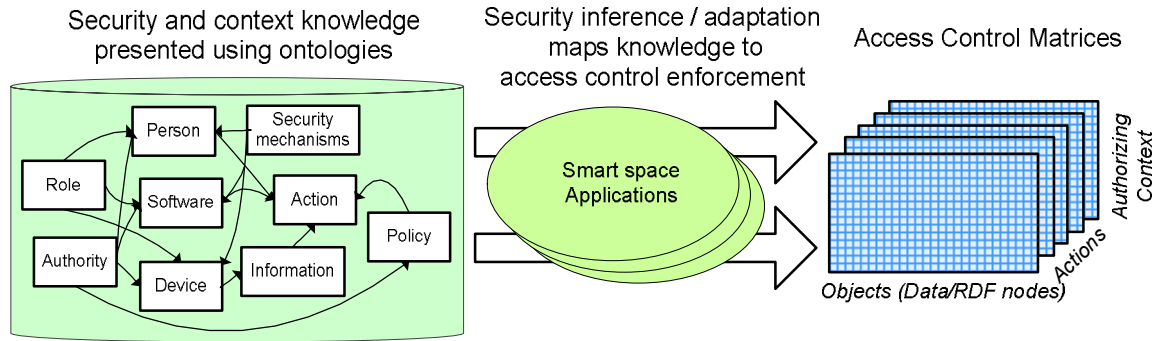 Security and context knowledge
presented using ontologies
Security inference / adaptation
maps knowledge to
access control enforcement
Access Control Matrices
Person
Security
mechanisms
Role
Software
Action
Policy
Authority
Device
Information
Smart space
Applications
Authorizing
Context
Actions
Objects (Data/RDF nodes)